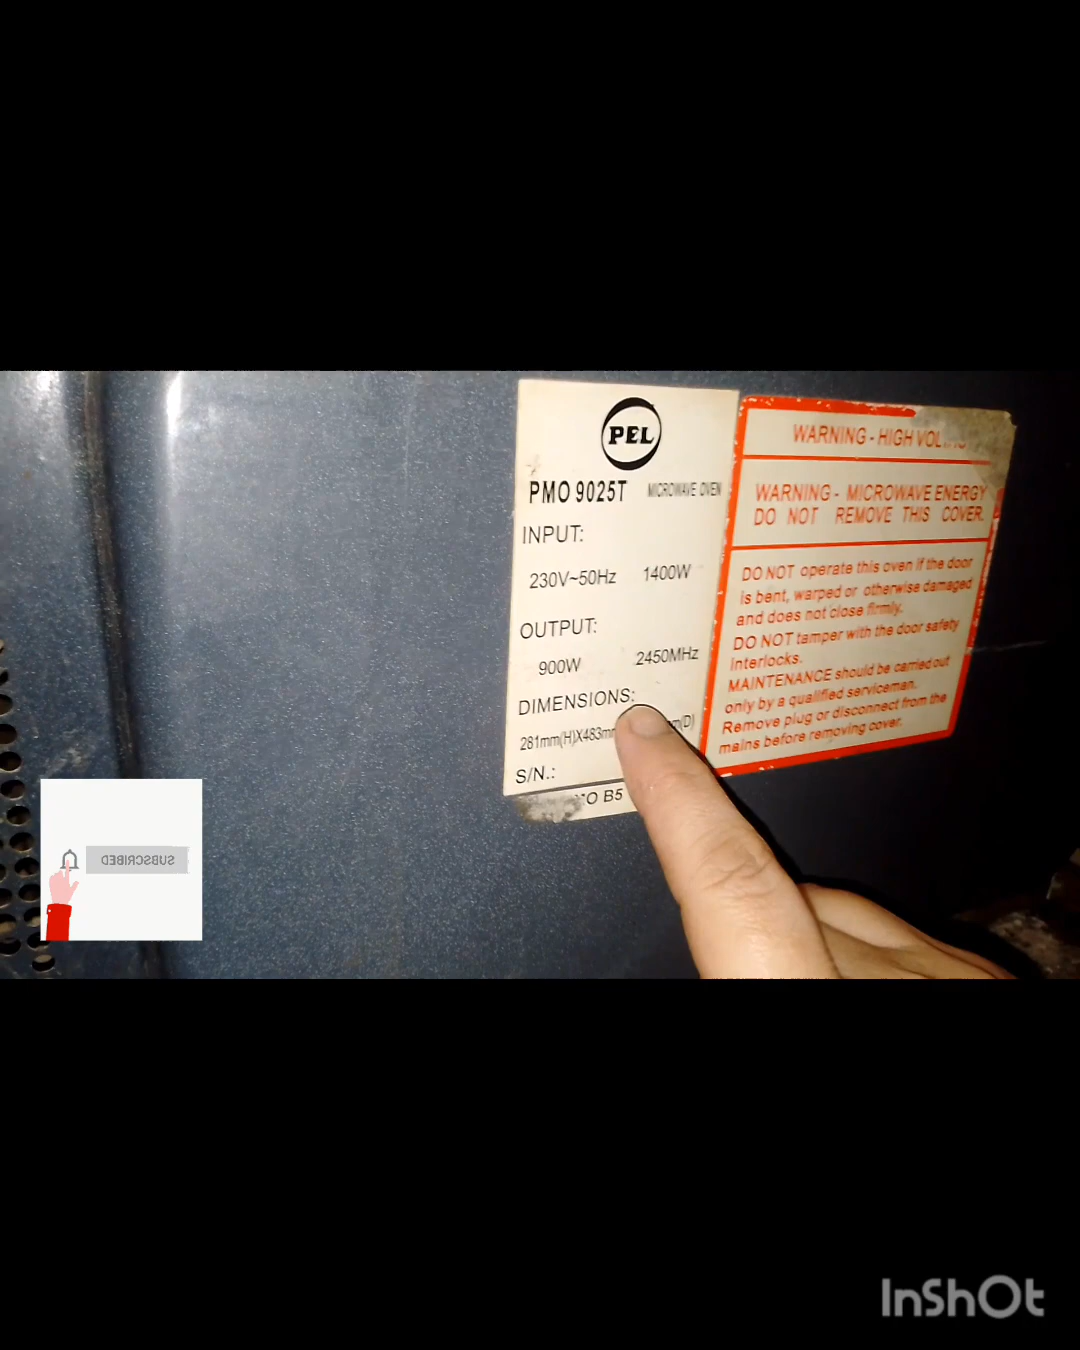 PEL
PMO 9025T MICROWAVE OVEN
INPUT:
230V~50Hz 1400W
OUTPUT:
900W 2450MHz
DIMENSIONS:
281mm(H)X483mm (D)
S/N.:
B5
WARNING - HIGH
WARNING - MICROWAVE ENERGY
DO NOT REMOVE THIS COVER.
DO NOT operate this oven if the door
is bent, warped or otherwise damaged
and does not close firmly.
DO NOT tamper with the door safety
Interlocks.
MAINTENANCE should be carried out
only by a qualified serviceman.
Remove plug or disconnect from the
mains before removing cover.
SUBSCRIBED
InShOt